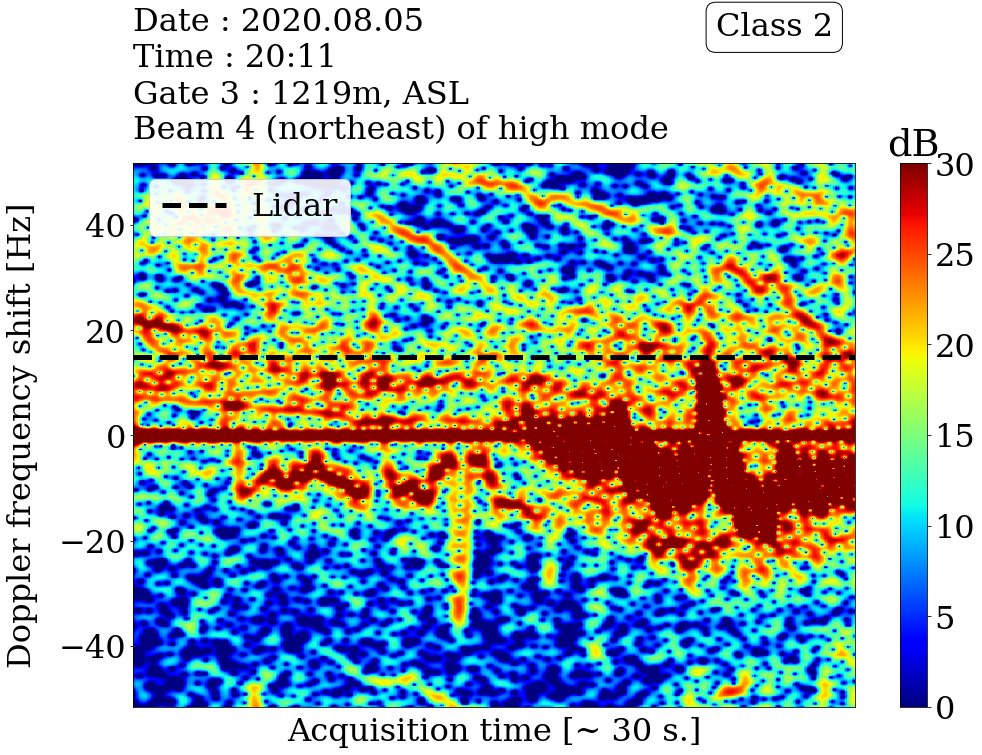 Date : 2020.08.05
Time : 20:11
Gate 3 : 1219m, ASL
Beam 4 (northeast) of high mode
Class 2
dB
Lidar
Doppler frequency shift [Hz]
40
20
0
−20
−40
30
25
20
15
10
5
0
Acquisition time [~ 30 s.]